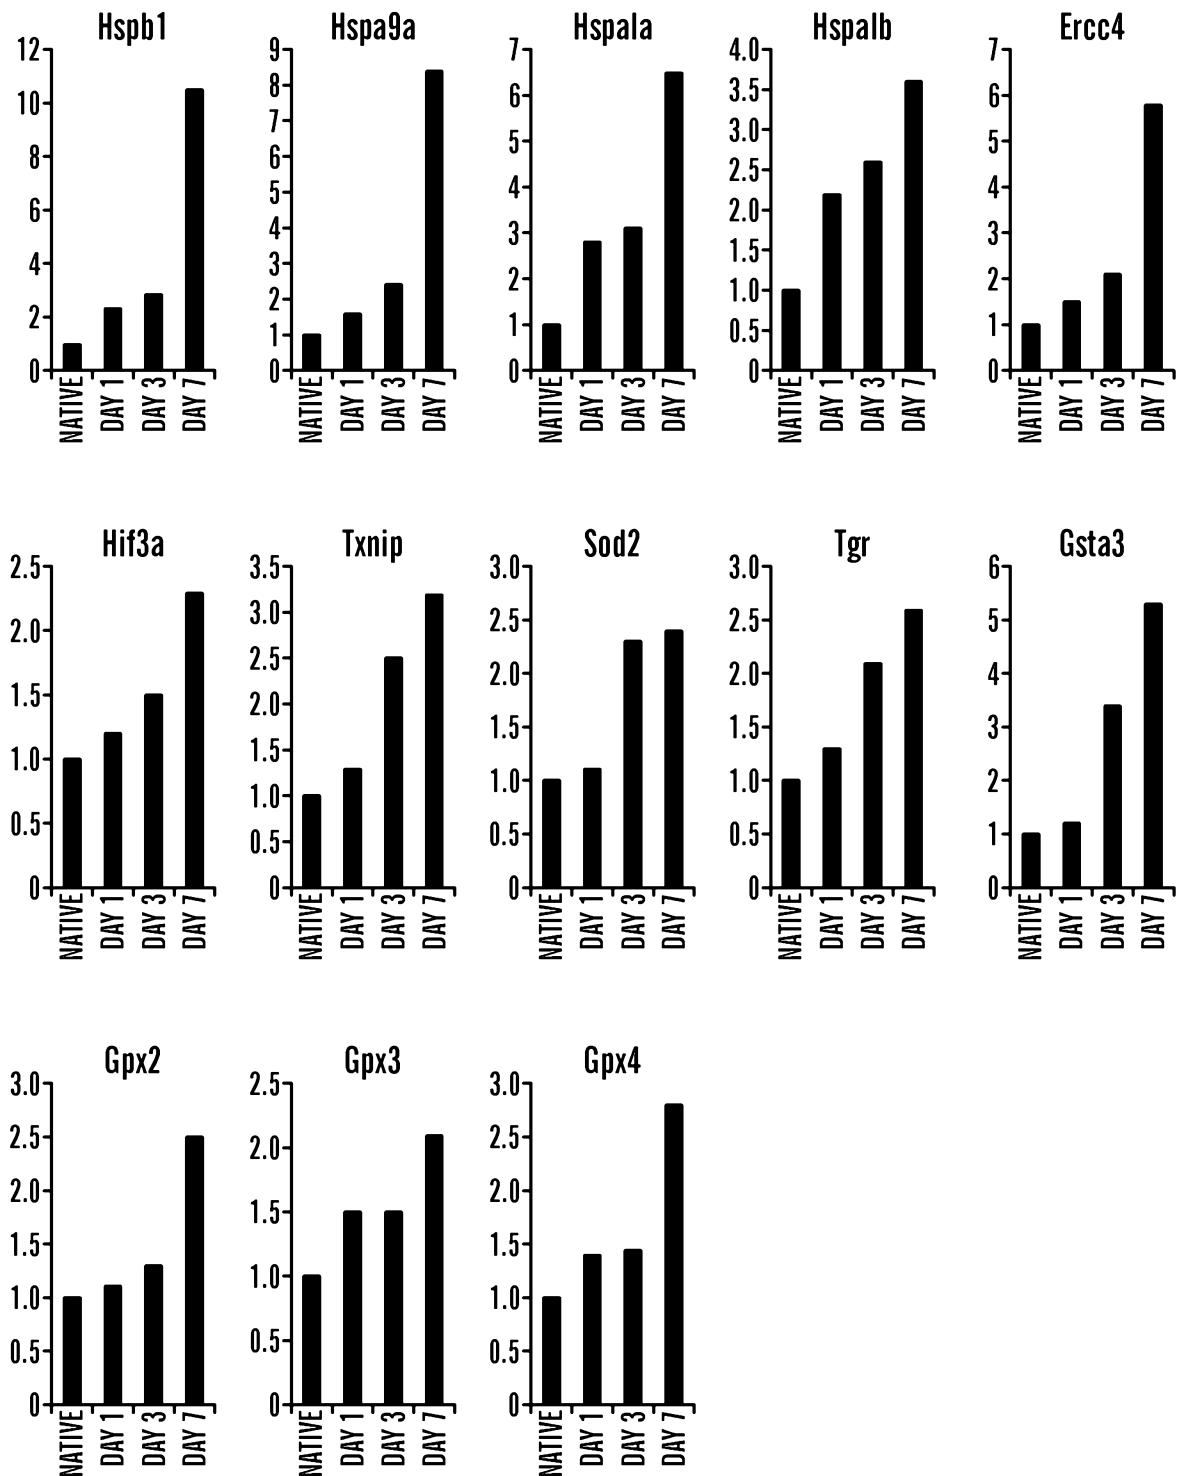 Hspb1 Hspa9a Hspala Hspalb Ercc4
12 9 7 4.0 7
10 8 6 3.5 6
8 7 5 3.0 5
6 6 4 2.5 4
4 5 3 2.0 3
2 4 2 1.5 2
0 3 1 1.0 1
2 0 0.5 0
1 0
0
NATIVE DAY 1 DAY 3 DAY 7 NATIVE DAY 1 DAY 3 DAY 7 NATIVE DAY 1 DAY 3 DAY 7 NATIVE DAY 1 DAY 3 DAY 7 NATIVE DAY 1 DAY 3 DAY 7
Hif3a Txnip Sod2 Tgr Gsta3
2.5 3.5 3.0 3.0 6
2.0 3.0 2.5 2.5 5
1.5 2.5 2.0 2.0 4
1.0 2.0 1.5 1.5 3
0.5 1.5 1.0 1.0 2
0 1.0 0.5 0.5 1
0.5 0 0 0
0
NATIVE DAY 1 DAY 3 DAY 7 NATIVE DAY 1 DAY 3 DAY 7 NATIVE DAY 1 DAY 3 DAY 7 NATIVE DAY 1 DAY 3 DAY 7 NATIVE DAY 1 DAY 3 DAY 7
Gpx2 Gpx3 Gpx4
3.0 2.5 3.0
2.5 2.0 2.5
2.0 1.5 2.0
1.5 1.0 1.5
1.0 0.5 1.0
0.5 0 0.5
0 0
NATIVE DAY 1 DAY 3 DAY 7 NATIVE DAY 1 DAY 3 DAY 7 NATIVE DAY 1 DAY 3 DAY 7